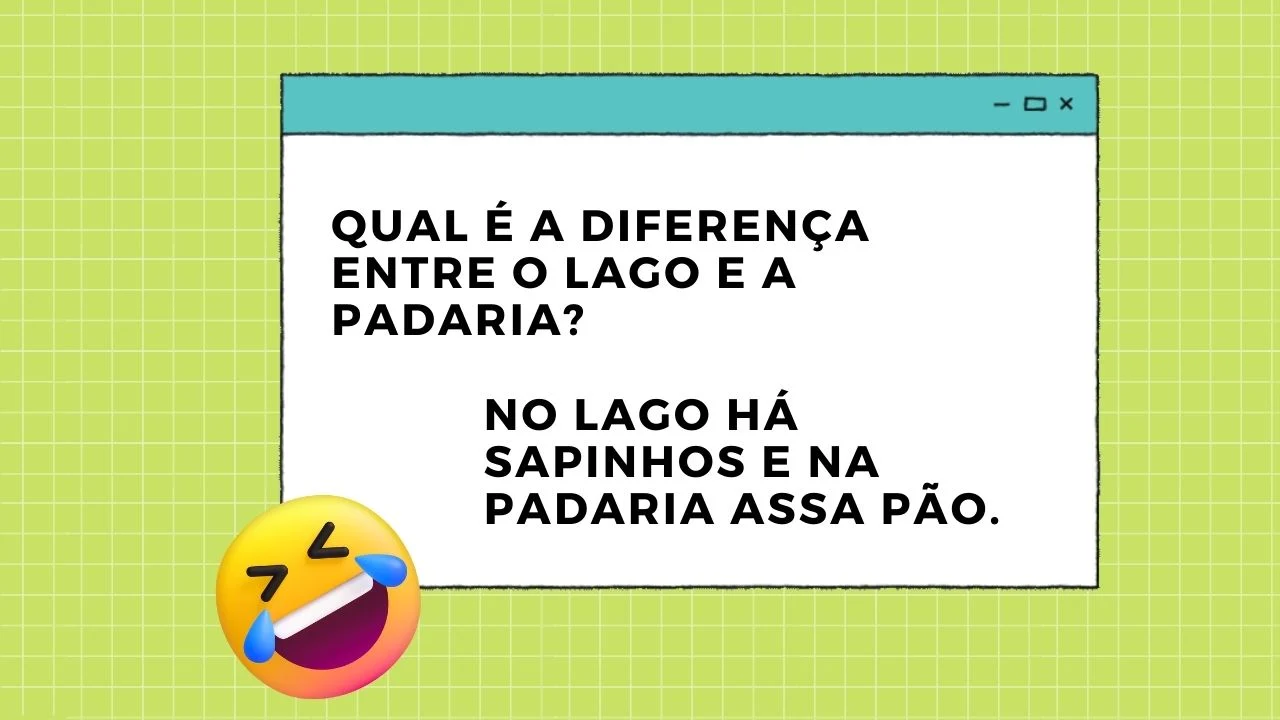 QUAL É A DIFERENÇA
ENTRE O LAGO E A
PADARIA?
NO LAGO HÁ
SAPINHOS E NA
PADARIA ASSA PÃO.